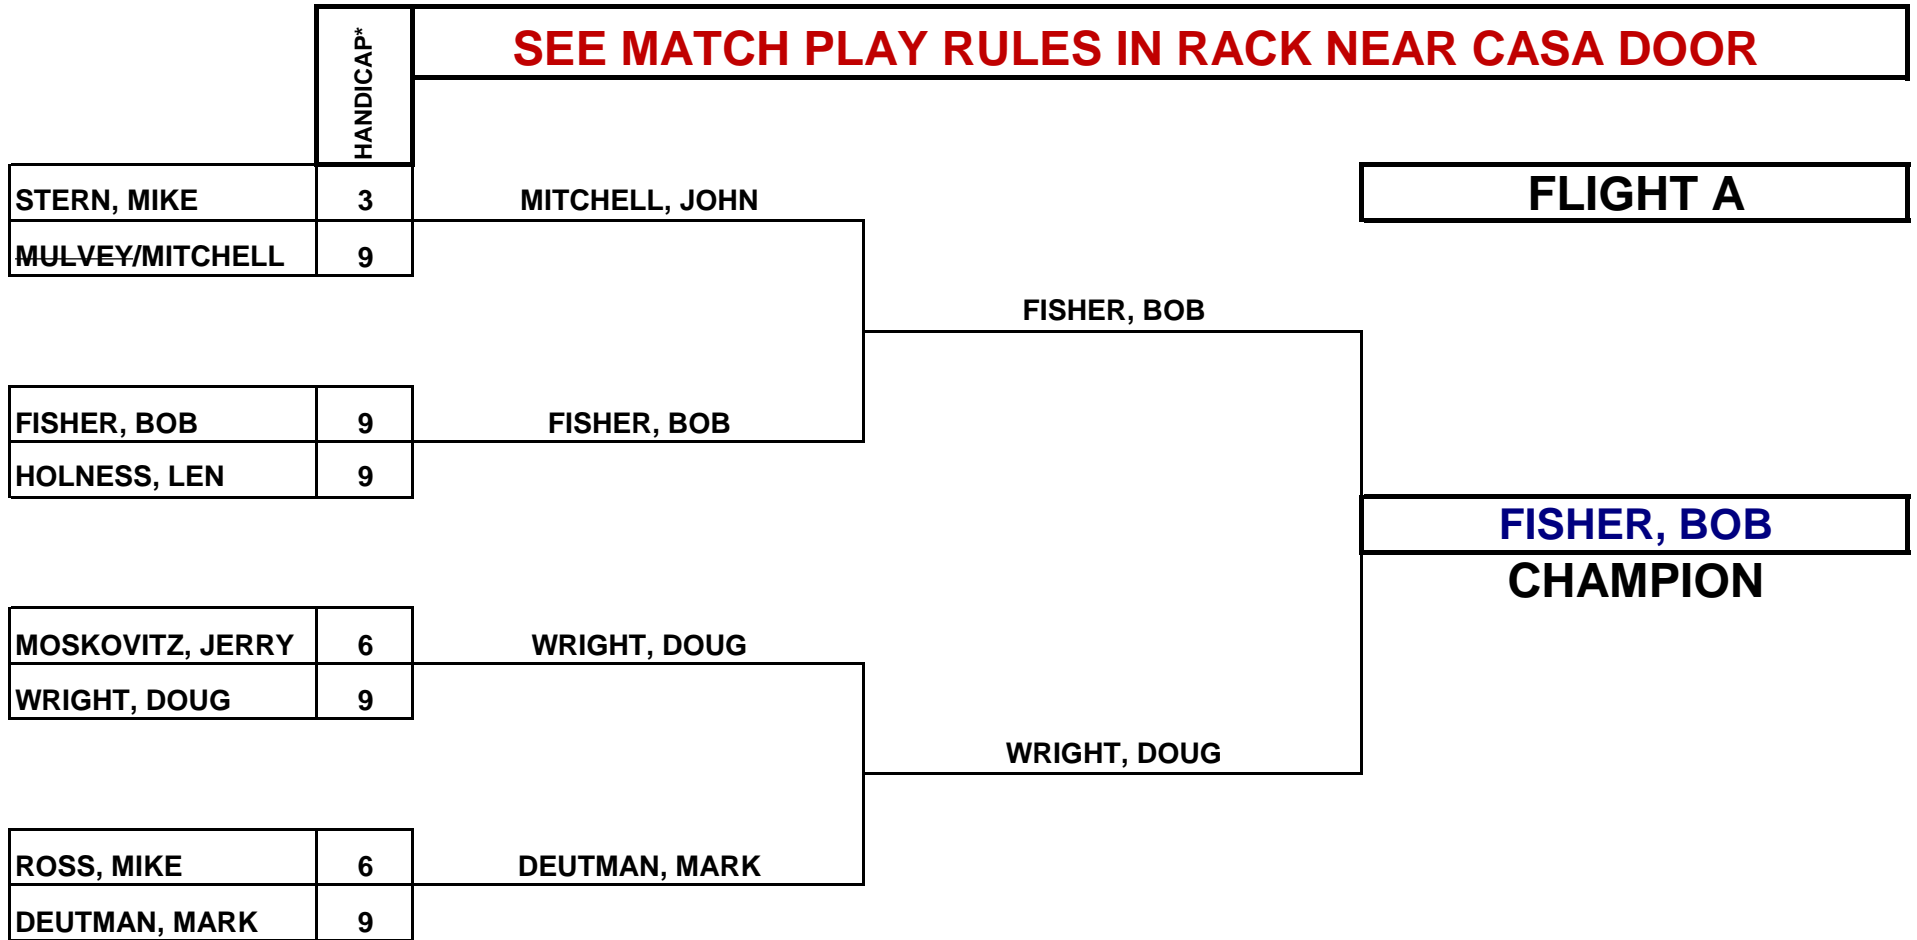 HANDICAP*
SEE MATCH PLAY RULES IN RACK NEAR CASA DOOR
STERN, MIKE 3 MITCHELL, JOHN FLIGHT A
MULVEY/MITCHELL 9
FISHER, BOB
FISHER, BOB 9 FISHER, BOB
HOLNESS, LEN 9
FISHER, BOB
CHAMPION
MOSKOVITZ, JERRY 6 WRIGHT, DOUG
WRIGHT, DOUG 9
WRIGHT, DOUG
ROSS, MIKE 6 DEUTMAN, MARK
DEUTMAN, MARK 9